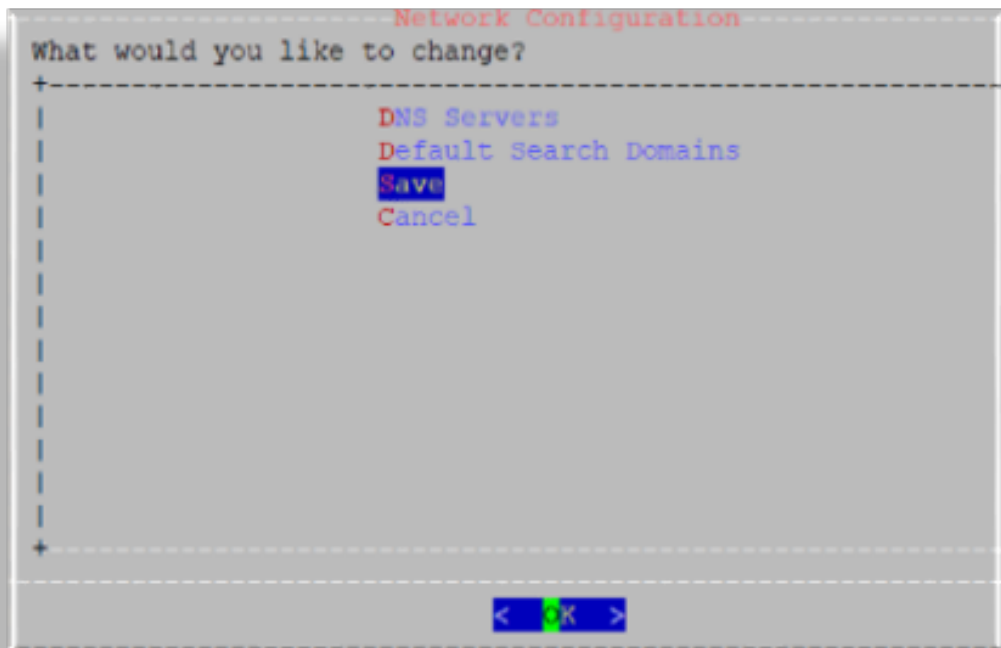 Network Configuration
What would you like to change?
DNS Servers
Default Search Domains
Save
Cancel
< OK >